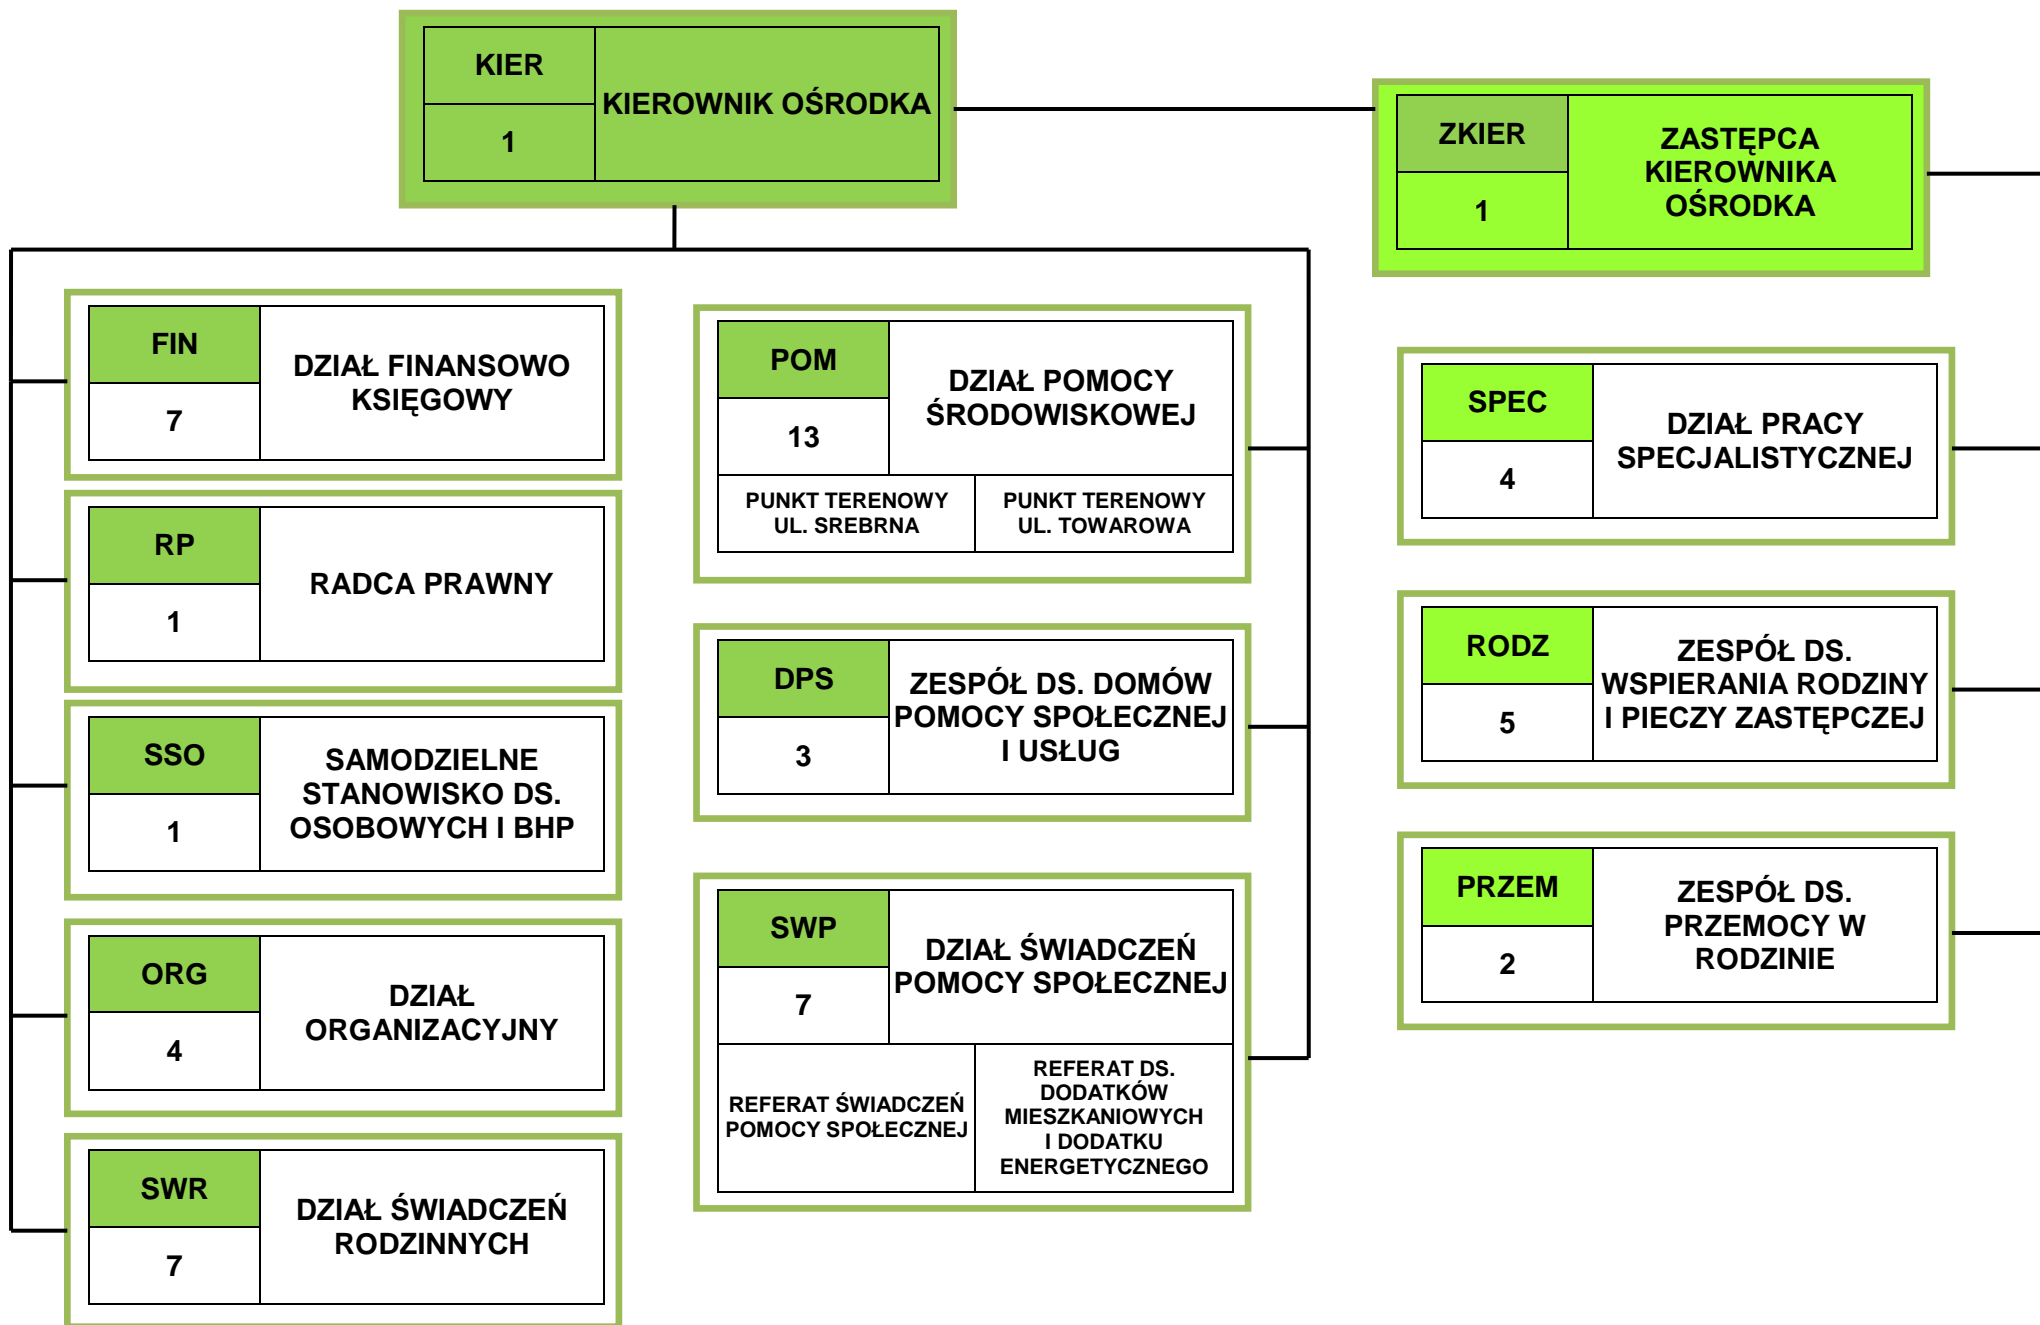 KIER
1
KIEROWNIK OŚRODKA
ZKIER
1
ZASTĘPCA
KIEROWNIKA
OŚRODKA
FIN
7
DZIAŁ FINANSOWO
KSIĘGOWY
RP
1
RADCA PRAWNY
SSO
1
SAMODZIELNE
STANOWISKO DS.
OSOBOWYCH I BHP
ORG
4
DZIAŁ
ORGANIZACYJNY
SWR
7
DZIAŁ ŚWIADCZEŃ
RODZINNYCH
POM
13
DZIAŁ POMOCY
ŚRODOWISKOWEJ
PUNKT TERENOWY
UL. SREBRNA
PUNKT TERENOWY
UL. TOWAROWA
DPS
3
ZESPÓŁ DS. DOMÓW
POMOCY SPOŁECZNEJ
I USŁUG
SWP
7
DZIAŁ ŚWIADCZEŃ
POMOCY SPOŁECZNEJ
REFERAT ŚWIADCZEŃ
POMOCY SPOŁECZNEJ
REFERAT DS.
DODATKÓW
MIESZKANIOWYCH
I DODATKU
ENERGETYCZNEGO
SPEC
4
DZIAŁ PRACY
SPECJALISTYCZNEJ
RODZ
5
ZESPÓŁ DS.
WSPIERANIA RODZINY
I PIECZY ZASTĘPCZEJ
PRZEM
2
ZESPÓŁ DS.
PRZEMOCY W
RODZINIE